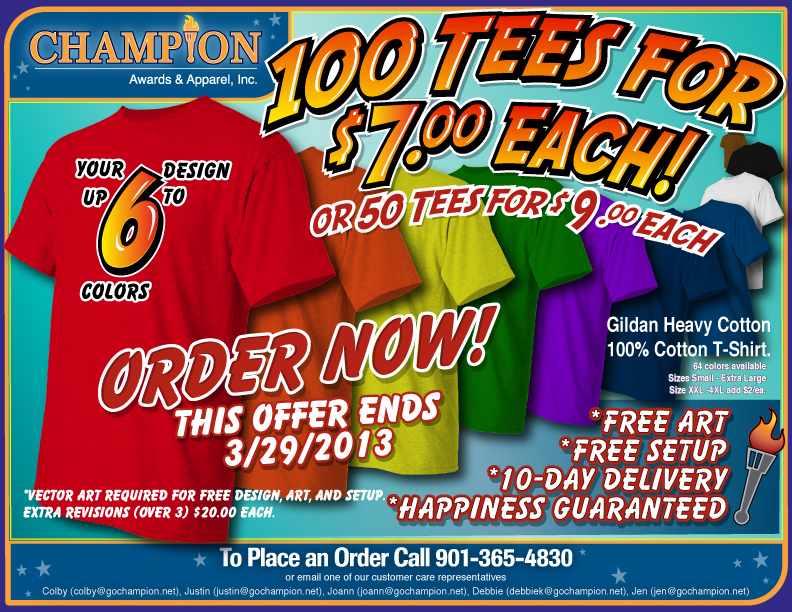 CHAMPION
Awards & Apparel, Inc.
100 TEES FOR
$7.00 EACH!
OR 50 TEES FOR $9.00 EACH
YOUR DESIGN
UP 6 TO
COLORS
ORDER NOW!
THIS OFFER ENDS
3/29/2013
Gildan Heavy Cotton
100% Cotton T-Shirt.
64 colors available
Sizes Small - Extra Large
Size XXL-4XL add $2/ea.
*FREE ART
*FREE SETUP
*10-DAY DELIVERY
*HAPPINESS GUARANTEED
*VECTOR ART REQUIRED FOR FREE DESIGN, ART, AND SETUP.
EXTRA REVISIONS (OVER 3) $20.00 EACH.
To Place an Order Call 901-365-4830
or email one of our customer care representatives
Colby (colby@gochampion.net), Justin (justin@gochampion.net), Joann (joann@gochampion.net), Debbie (debbiek@gochampion.net), Jen (jen@gochampion.net)